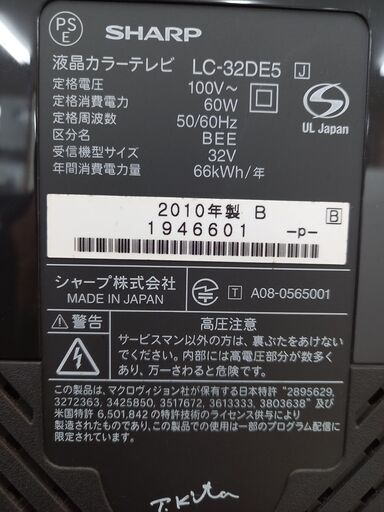 PS
E
SHARP
液晶カラーテレビ LC-32DE5 J
定格電圧 100V～
定格消費電力 60W
定格周波数 50/60Hz
区分名 BEE
受信機型サイズ 32V
年間消費電力量 66kWh/年
S
UL Japan
2010年製 B B
1946601 -p-
シャープ株式会社
MADE IN JAPAN
T A08-0565001
警告 高圧注意
サービスマン以外の方は、裏ぶたをあけない
でください。内部には高電圧部分が数多く
あり、万一さわると危険です。
この製品は、マクロヴィジョン社が保有する日本特許 "2895629,
3272363, 3425850, 3517672, 3613333, 3803638" 及び
米国特許 6,501,842 の特許技術のライセンス供与により
製造されており、この製品での使用は一部のプログラム配信に
限定されています。
T.Kita